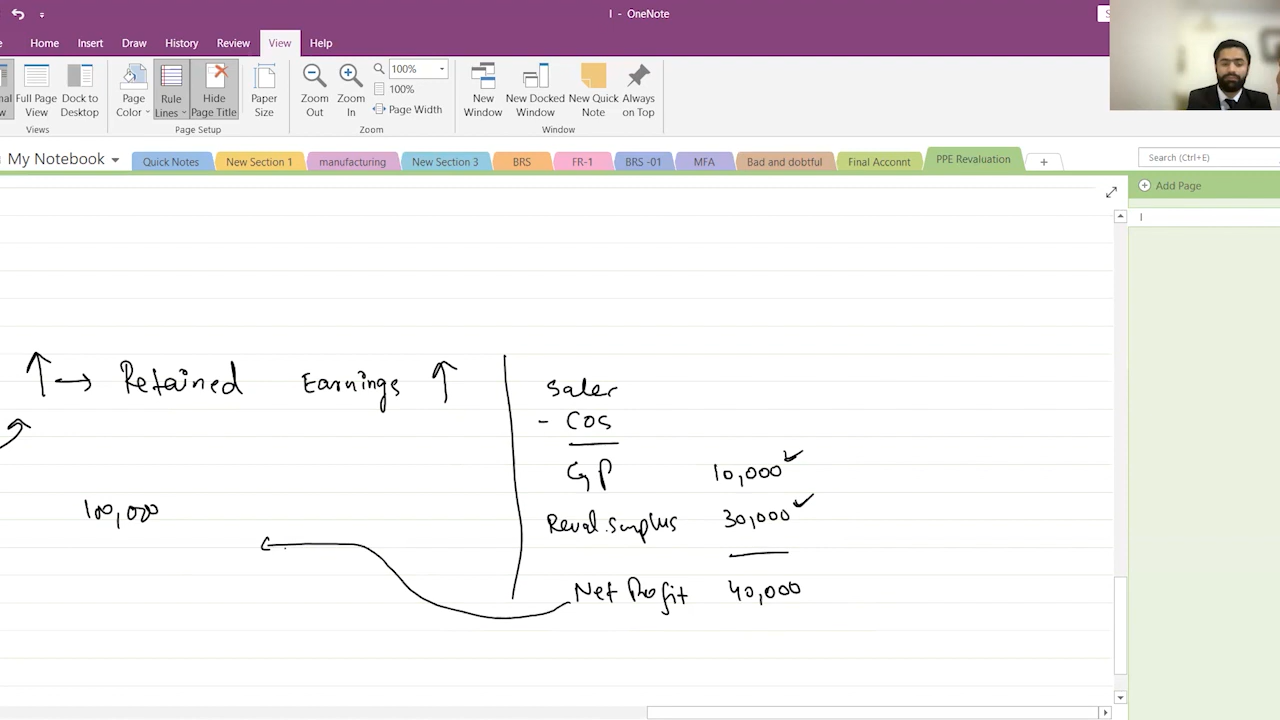 I - OneNote
Home Insert Draw History View Help
Full Page View
Dock to Desktop
Page Color
Rule Lines
Hide Page Title
Paper Size
Zoom Out
Zoom In
100%
100%
Page Width
New Window
New Docked Window
New Quick Note
Always on Top
Views Page Setup Zoom Window
My Notebook Quick Notes New Section 1 manufacturing New Section 3 BRS FR-1 BRS -01 MFA Bad and dobtful Final Acconnt PPE Revaluation
Search (Ctrl+E)
Add Page
I
↑ → Retained Earnings ↑
Sales
- COS
GP 10,000 ✓
100,000
Reval. Surplus 30,000 ✓
Net Profit 40,000